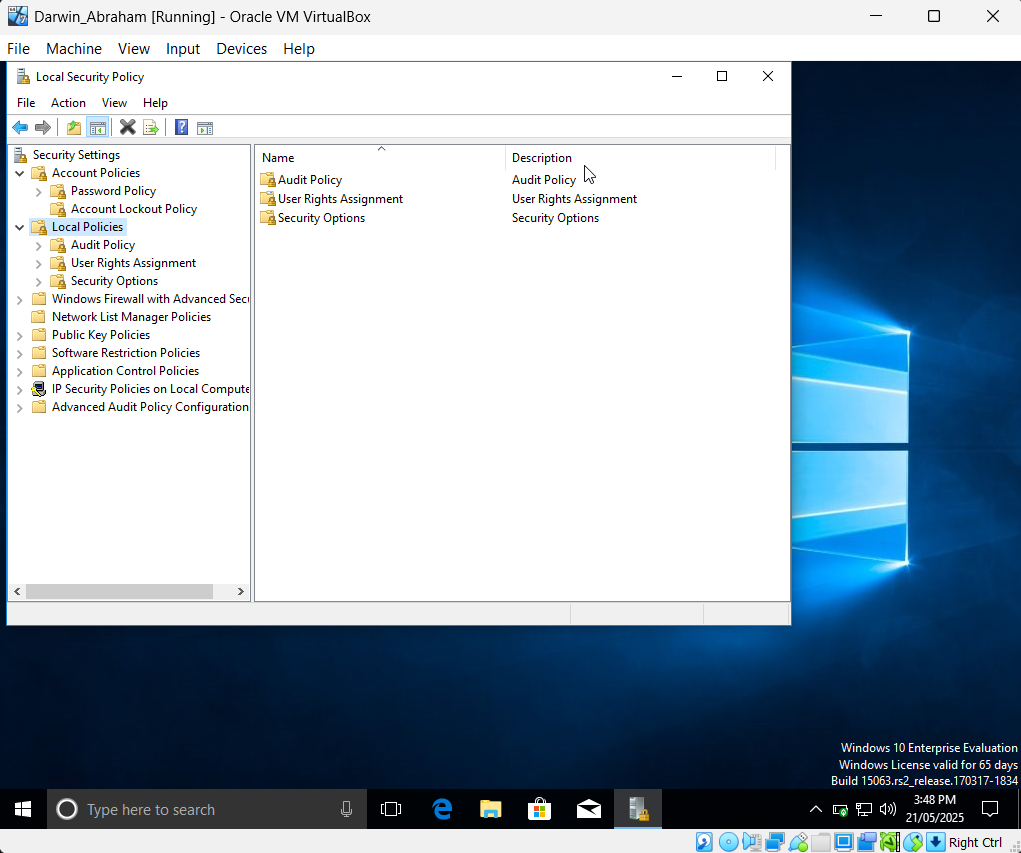 Darwin_Abraham [Running] - Oracle VM VirtualBox
File Machine View Input Devices Help
Local Security Policy
File Action View Help
Security Settings
Account Policies
Password Policy
Account Lockout Policy
Local Policies
Audit Policy
User Rights Assignment
Security Options
Windows Firewall with Advanced Secu
Network List Manager Policies
Public Key Policies
Software Restriction Policies
Application Control Policies
IP Security Policies on Local Compute
Advanced Audit Policy Configuration
Name Description
Audit Policy Audit Policy
User Rights Assignment User Rights Assignment
Security Options Security Options
Windows 10 Enterprise Evaluation
Windows License valid for 65 days
Build 15063.rs2_release.170317-1834
Type here to search
3:48 PM
21/05/2025
Right Ctrl